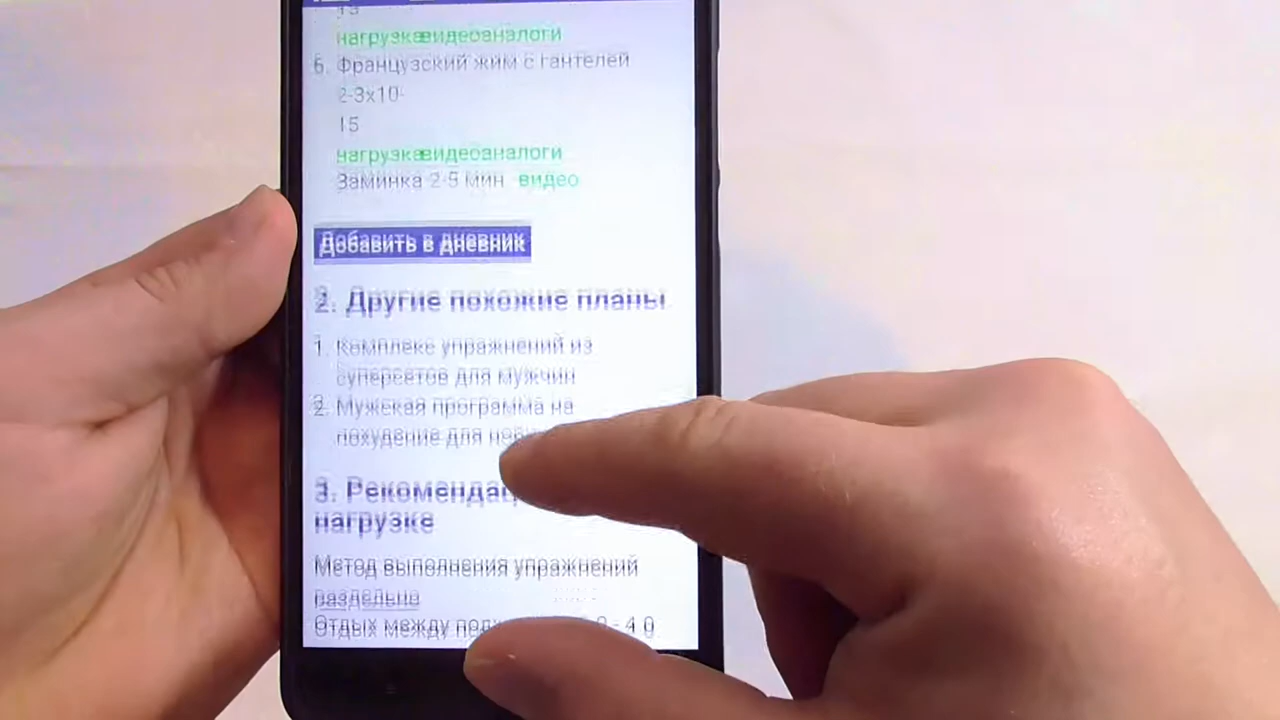 15
нагрузкавидеоаналоги
6. Французский жим с гантелей
2-3x10-
15
нагрузкавидеоаналоги
Заминка 2-5 мин видео
Добавить в дневник
2. Другие похожие планы
1. Комплекс упражнений из
суперсетов для мужчин
2. Мужская программа на
похудение для
3.
нагрузке
Метод выполнения упражнений
раздельно
Отдых между